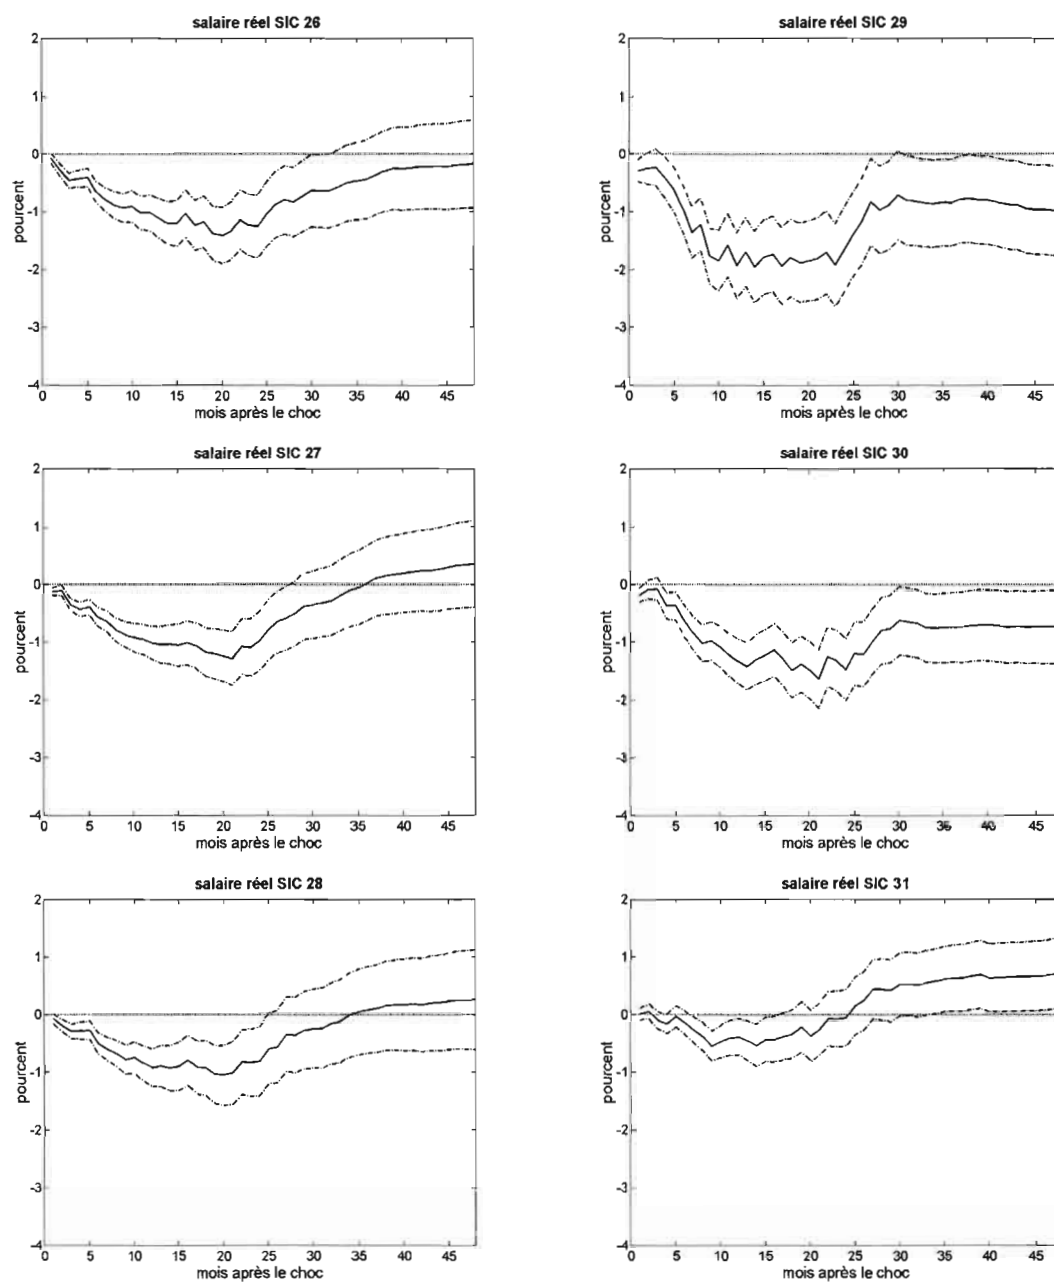 salaire réel SIC 26
2
1
0
-1
-2
-3
-4
pourcent
0 5 10 15 20 25 30 35 40 45
mois après le choc
salaire réel SIC 29
2
1
0
-1
-2
-3
-4
pourcent
0 5 10 15 20 25 30 35 40 45
mois après le choc
salaire réel SIC 27
2
1
0
-1
-2
-3
-4
pourcent
0 5 10 15 20 25 30 35 40 45
mois après le choc
salaire réel SIC 30
2
1
0
-1
-2
-3
-4
pourcent
0 5 10 15 20 25 30 35 40 45
mois après le choc
salaire réel SIC 28
2
1
0
-1
-2
-3
-4
pourcent
0 5 10 15 20 25 30 35 40 45
mois après le choc
salaire réel SIC 31
2
1
0
-1
-2
-3
-4
pourcent
0 5 10 15 20 25 30 35 40 45
mois après le choc